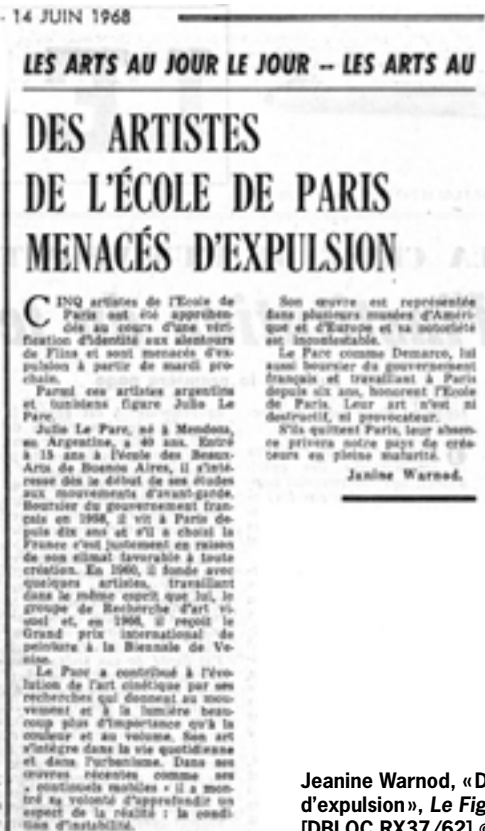 - 14 JUIN 1968
LES ARTS AU JOUR LE JOUR -- LES ARTS AU
DES ARTISTES
DE L'ÉCOLE DE PARIS
MENACÉS D'EXPULSION
CINQ artistes de l'Ecole de
Paris ont été appréhen-
dés au cours d'une véri-
fication d'identité aux alentours
de Flins et sont menacés d'ex-
pulsion à partir de mardi pro-
chain.
Parmi ces artistes argentins
et tunisiens figure Julio Le
Parc.
Julio Le Parc, né à Mendoza,
en Argentine, a 40 ans. Entré
à 15 ans à l'école des Beaux-
Arts de Buenos Aires, il s'inté-
resse dès le début de ses études
aux mouvements d'avant-garde.
Boursier du gouvernement fran-
çais en 1958, il vit à Paris de-
puis dix ans et s'il a choisi la
France c'est justement en raison
de son climat favorable à toute
création. En 1960, il fonde avec
quelques artistes, travaillant
dans le même esprit que lui, le
groupe de Recherche d'art vi-
suel et, en 1966, il reçoit le
Grand prix international de
peinture à la Biennale de Ve-
nise.
Le Parc a contribué à l'évo-
lution de l'art cinétique par ses
recherches qui donnent au mou-
vement et à la lumière beau-
coup plus d'importance qu'à la
couleur et au volume. Son art
s'intègre dans la vie quotidienne
et dans l'urbanisme. Dans ses
œuvres récentes comme ses
« continuels mobiles » il a mon-
tré sa volonté d'approfondir un
aspect de la réalité : la condi-
tion d'instabilité.
Son œuvre est représentée
dans plusieurs musées d'Améri-
que et d'Europe et sa notoriété
est incontestable.
Le Parc comme Demarco, lui
aussi boursier du gouvernement
français et travaillant à Paris
depuis six ans, honorent l'Ecole
de Paris. Leur art n'est ni
destructif, ni provocateur.
S'ils quittent Paris, leur absen-
ce privera notre pays de créa-
teurs en pleine maturité.
Janine Warnod.
Jeanine Warnod, «D
d'expulsion», Le Fig
[DBLOC RX37/62] @